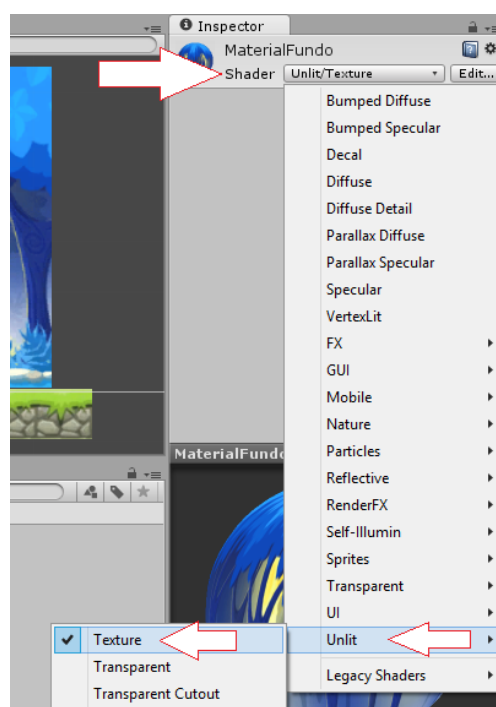 Inspector
MaterialFundo
Shader Unlit/Texture Edit...
Bumped Diffuse
Bumped Specular
Decal
Diffuse
Diffuse Detail
Parallax Diffuse
Parallax Specular
Specular
VertexLit
FX
GUI
Mobile
Nature
Particles
MaterialFundo
Reflective
RenderFX
Self-Illumin
Sprites
Transparent
UI
Unlit
Texture
Transparent
Legacy Shaders
Transparent Cutout